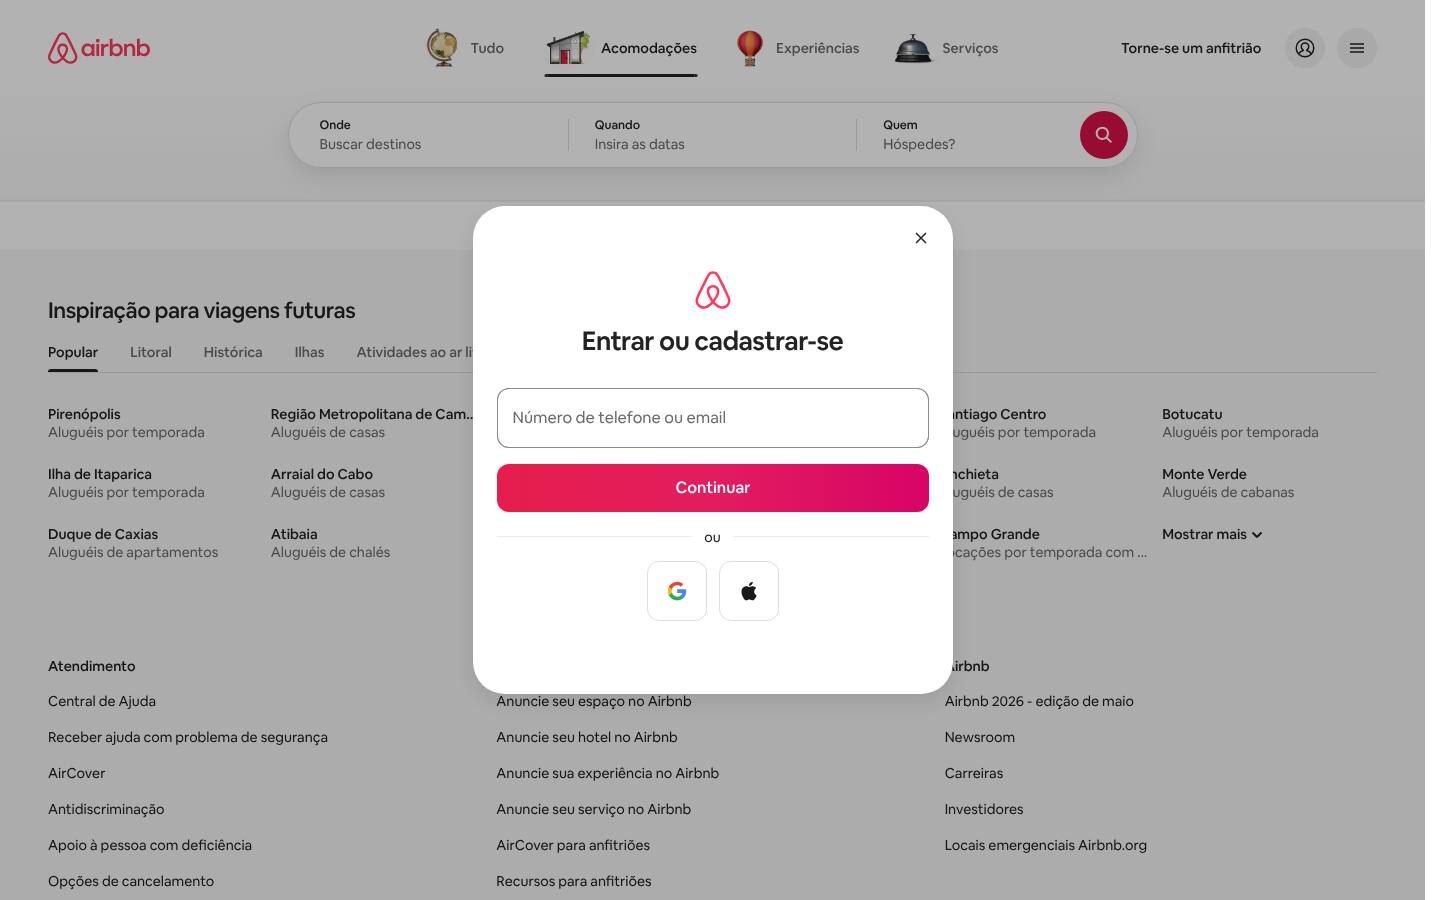 airbnb
Tudo
Acomodações
Experiências
Serviços
Torne-se um anfitrião
Onde
Buscar destinos
Quando
Insira as datas
Quem
Hóspedes?
Entrar ou cadastrar-se
Número de telefone ou email
Continuar
ou
Inspiração para viagens futuras
Popular
Litoral
Histórica
Ilhas
Atividades ao ar li
Pirenópolis
Aluguéis por temporada
Região Metropolitana de Cam...
Aluguéis de casas
ntiago Centro
uguéis por temporada
Botucatu
Aluguéis por temporada
Ilha de Itaparica
Aluguéis por temporada
Arraial do Cabo
Aluguéis de casas
nchieta
uguéis de casas
Monte Verde
Aluguéis de cabanas
Duque de Caxias
Aluguéis de apartamentos
Atibaia
Aluguéis de chalés
ampo Grande
ocações por temporada com ...
Mostrar mais
Atendimento
Central de Ajuda
Receber ajuda com problema de segurança
AirCover
Antidiscriminação
Apoio à pessoa com deficiência
Opções de cancelamento
Anuncie seu espaço no Airbnb
Anuncie seu hotel no Airbnb
Anuncie sua experiência no Airbnb
Anuncie seu serviço no Airbnb
AirCover para anfitriões
Recursos para anfitriões
Airbnb
Airbnb 2026 - edição de maio
Newsroom
Carreiras
Investidores
Locais emergenciais Airbnb.org